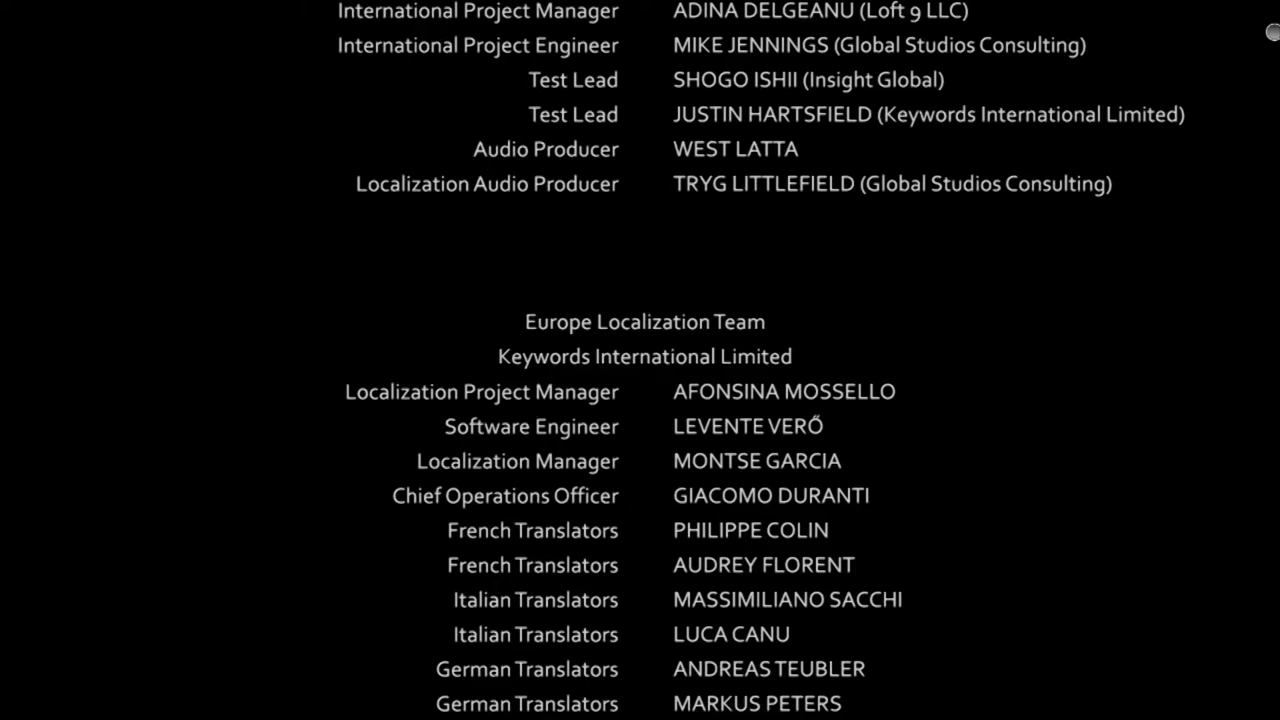 International Project Manager ADINA DELGEANU (Loft 9 LLC)
International Project Engineer MIKE JENNINGS (Global Studios Consulting)
Test Lead SHOGO ISHII (Insight Global)
Test Lead JUSTIN HARTSFIELD (Keywords International Limited)
Audio Producer WEST LATTA
Localization Audio Producer TRYG LITTLEFIELD (Global Studios Consulting)
Europe Localization Team
Keywords International Limited
Localization Project Manager AFONSINA MOSSELLO
Software Engineer LEVENTE VERŐ
Localization Manager MONTSE GARCIA
Chief Operations Officer GIACOMO DURANTI
French Translators PHILIPPE COLIN
French Translators AUDREY FLORENT
Italian Translators MASSIMILIANO SACCHI
Italian Translators LUCA CANU
German Translators ANDREAS TEUBLER
German Translators MARKUS PETERS